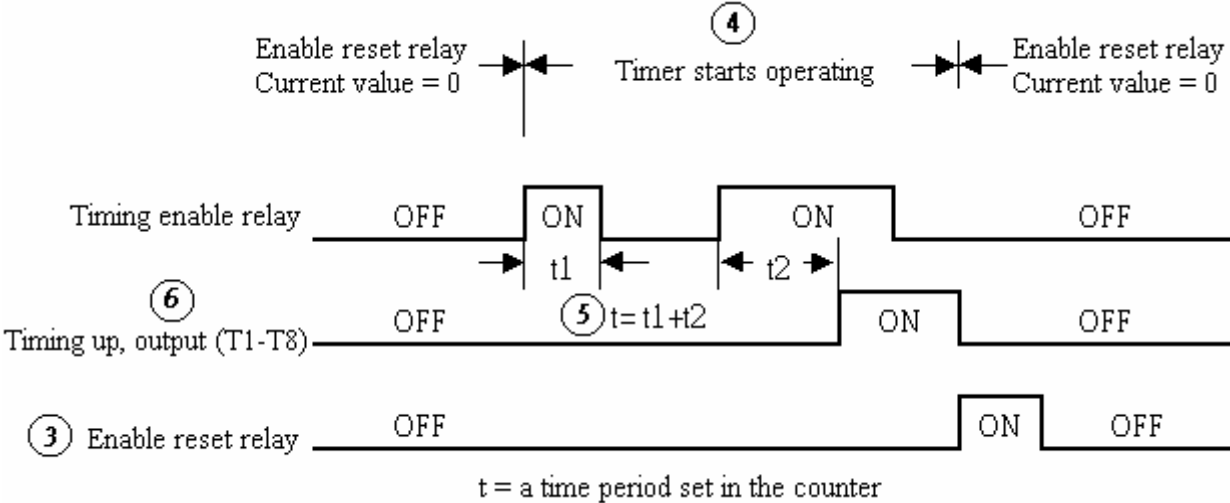 4
Enable reset relay
Current value = 0
Timer starts operating
Enable reset relay
Current value = 0
Timing enable relay
OFF
ON
ON
OFF
t1
t2
6
Timing up, output (T1-T8)
OFF
5 t= t1+t2
ON
OFF
3 Enable reset relay
OFF
ON
OFF
t = a time period set in the counter